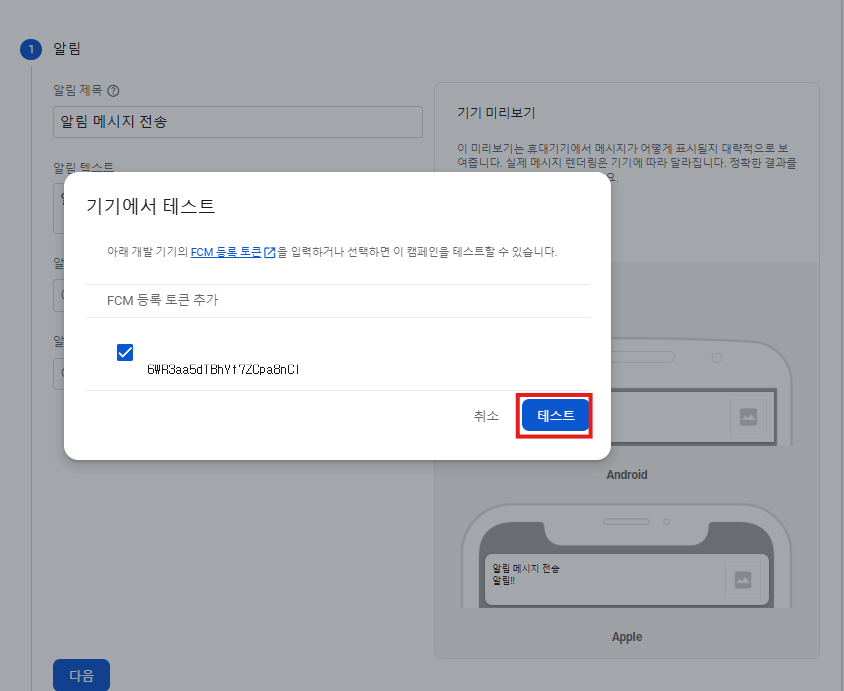 1 알림
알림 제목
알림 메시지 전송
알림 텍스트
기기 미리보기
이 미리보기는 휴대기기에서 메시지가 어떻게 표시될지 대략적으로 보
여줍니다. 실제 메시지 렌더링은 기기에 따라 달라집니다. 정확한 결과를
기기에서 테스트
아래 개발 기기의 FCM 등록 토큰을 입력하거나 선택하면 이 캠페인을 테스트할 수 있습니다.
FCM 등록 토큰 추가
취소
테스트
Android
알림 메시지 전송
알림!!
Apple
다음